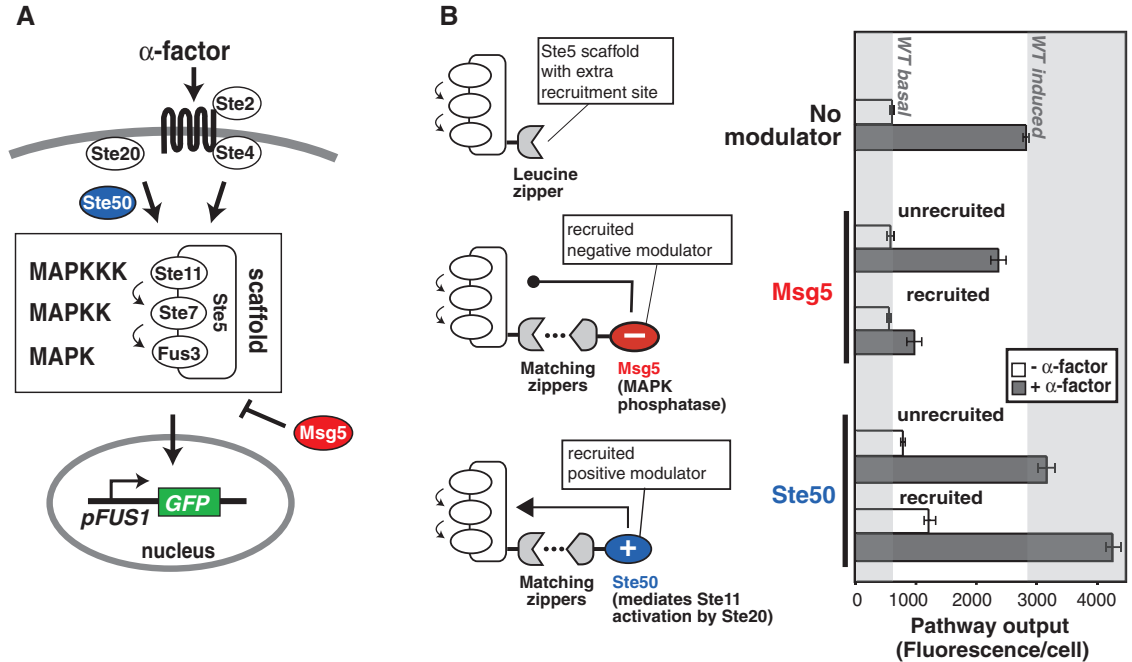 A
α-factor
Ste2
Ste20
Ste4
Ste50
MAPKKK
MAPKK
MAPK
Ste11
Ste7
Fus3
Ste5
scaffold
Msg5
pFUS1
GFP
nucleus
B
Ste5 scaffold
with extra
recruitment site
Leucine
zipper
recruited
negative modulator
−
Matching
zippers
Msg5
(MAPK
phosphatase)
recruited
positive modulator
+
Matching
zippers
Ste50
(mediates Ste11
activation by Ste20)
WT basal
WT induced
No
modulator
unrecruited
Msg5
recruited
- α-factor
+ α-factor
unrecruited
Ste50
recruited
0 1000 2000 3000 4000
Pathway output
(Fluorescence/cell)